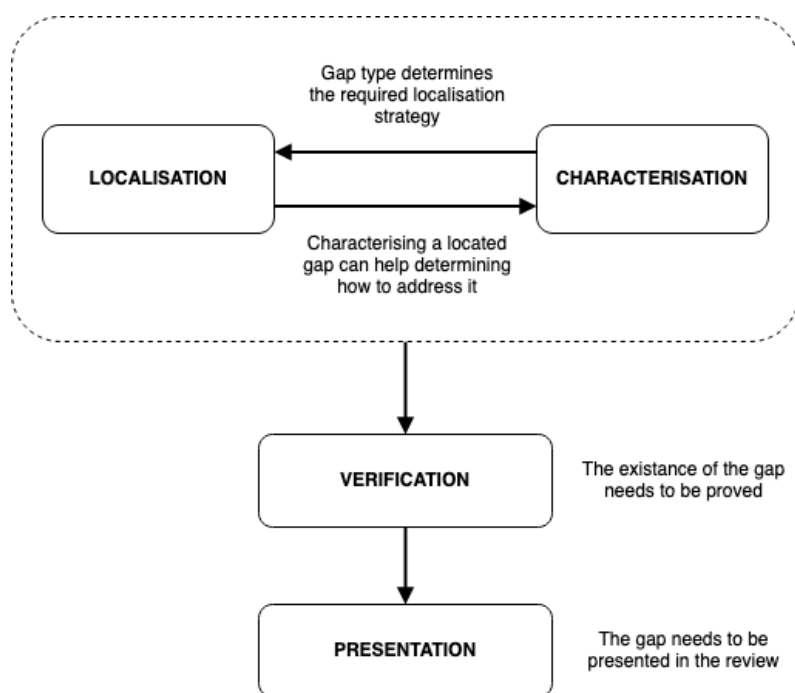 Gap type determines
the required localisation
strategy
LOCALISATION
CHARACTERISATION
Characterising a located
gap can help determining
how to address it
VERIFICATION
The existance of the gap
needs to be proved
PRESENTATION
The gap needs to be
presented in the review